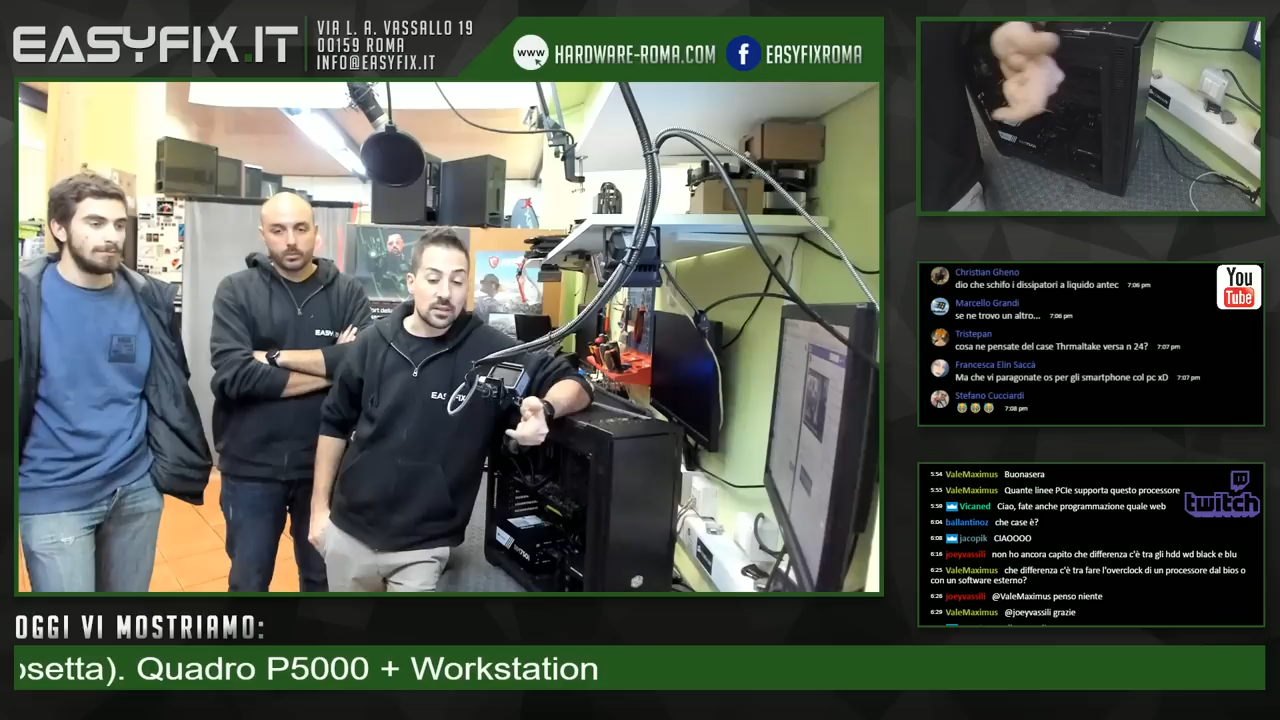 EASYFIX.IT
VIA L. A. VASSALLO 19
00159 ROMA
INFO@EASYFIX.IT
www
HARDWARE-ROMA.COM
f
EASYFIXROMA
EASY
EAS
You
Tube
Christian Gheno
dio che schifo i dissipatori a liquido antec 7:06 pm
Marcello Grandi
se ne trovo un altro... 7:06 pm
Tristepan
cosa ne pensate del case Thrmaltake versa n 24? 7:07 pm
Francesca Elin Saccà
Ma che vi paragonate os per gli smartphone col pc xD 7:07 pm
Stefano Cucciardi
😭 😭 😭 7:08 pm
twitch
5:54 ValeMaximus Buonasera
5:55 ValeMaximus Quante linee PCIe supporta questo processore
5:59 Vicaned Ciao, fate anche programmazione quale web
6:04 ballantinoz che case è?
6:08 jacopik CIAOOOO
6:16 joeyvassili non ho ancora capito che differenza c'è tra gli hdd wd black e blu
6:25 ValeMaximus che differenza c'è tra fare l'overclock di un processore dal bios o
con un software esterno?
6:26 joeyvassili @ValeMaximus penso niente
6:29 ValeMaximus @joeyvassili grazie
OGGI VI MOSTRIAMO:
osetta). Quadro P5000 + Workstation